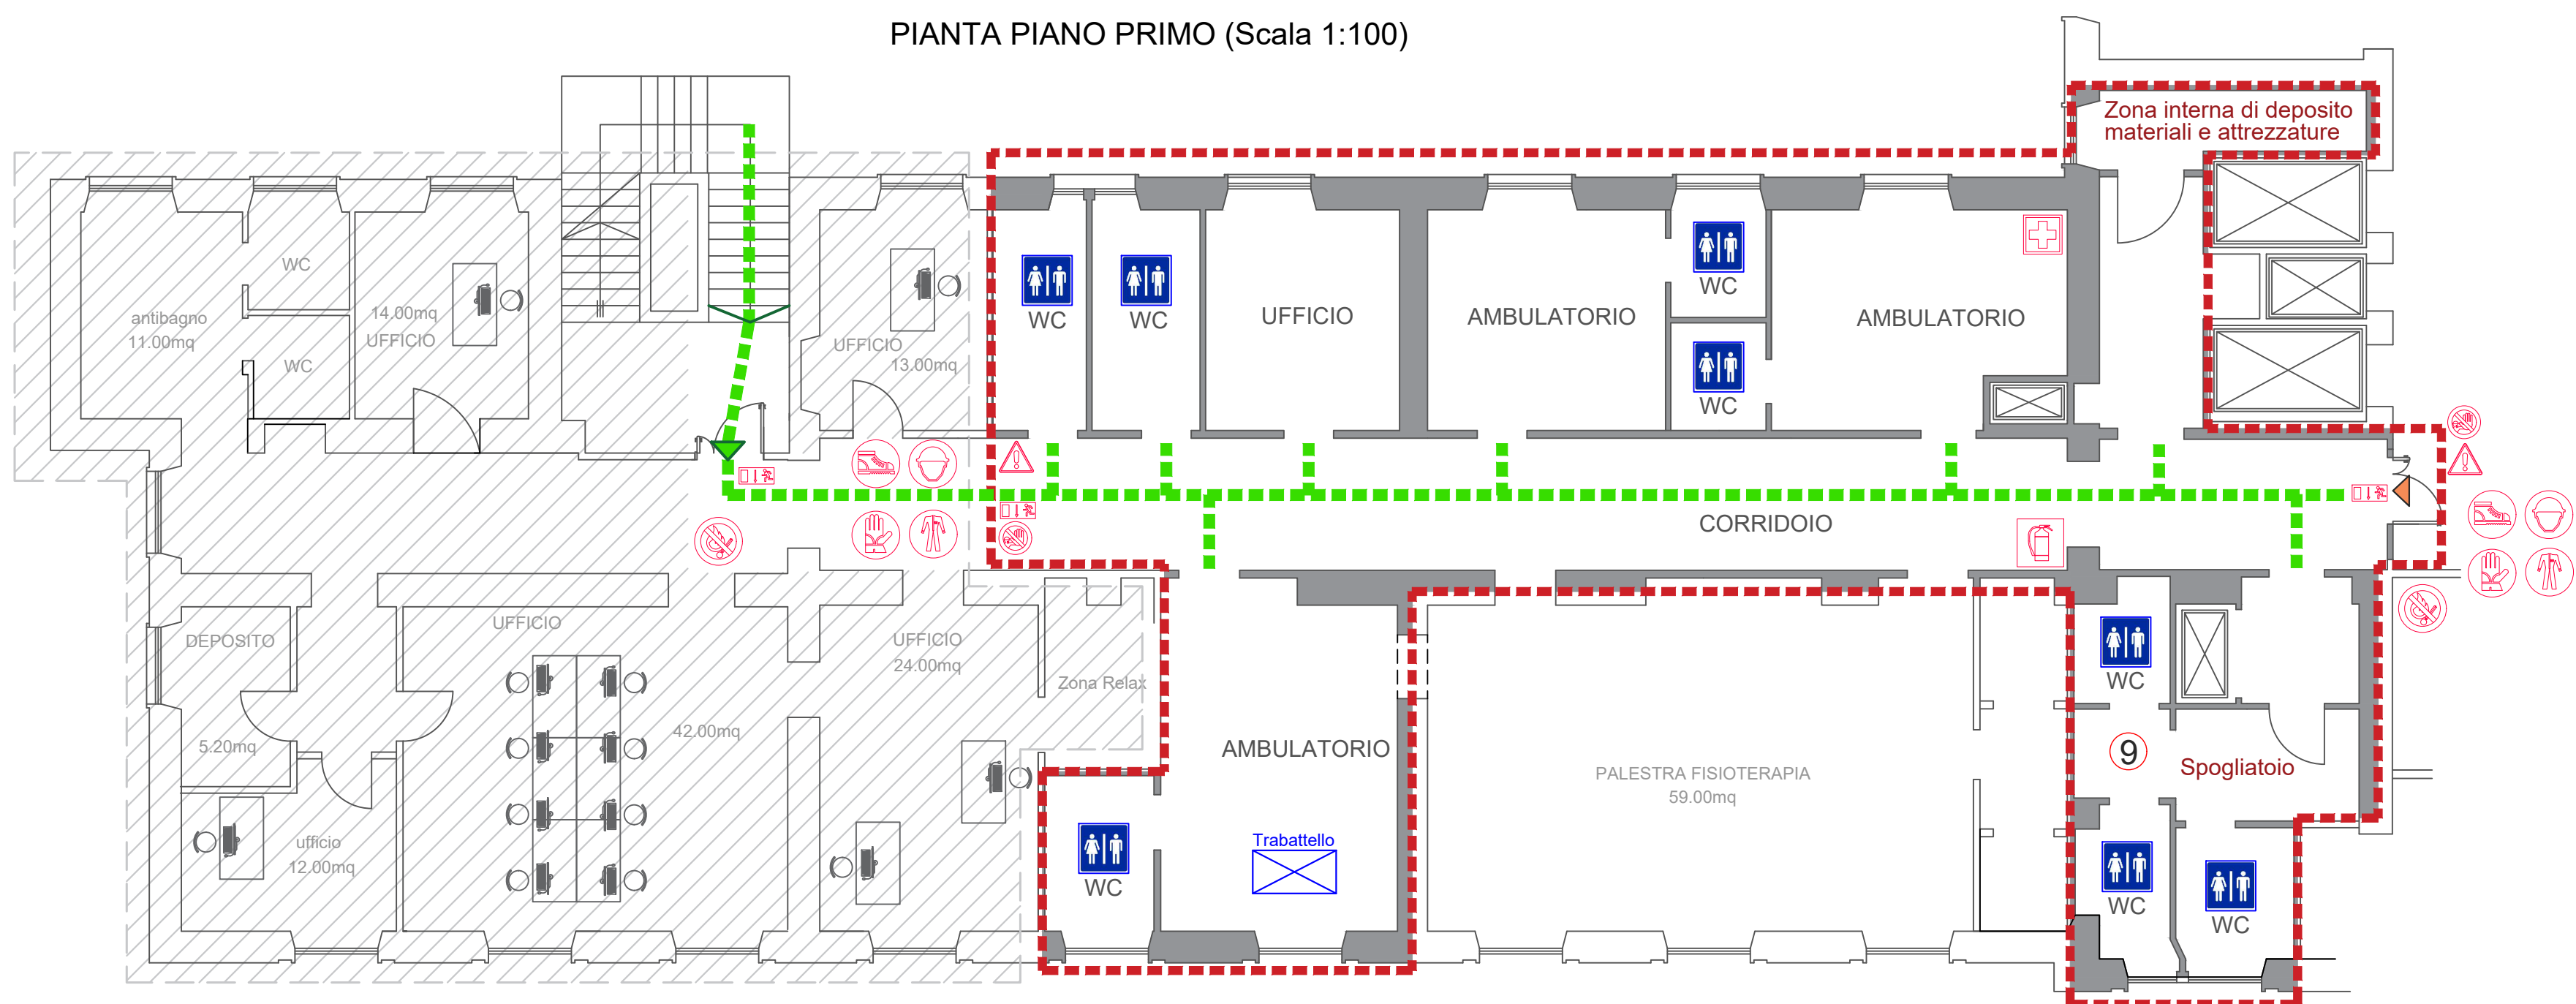 PIANTA PIANO PRIMO (Scala 1:100)
Zona interna di deposito
materiali e attrezzature
WC
antibagno
11.00mq
14.00mq
UFFICIO
WC
UFFICIO
13.00mq
WC
WC
UFFICIO
AMBULATORIO
WC
WC
AMBULATORIO
CORRIDOIO
DEPOSITO
5.20mq
UFFICIO
42.00mq
UFFICIO
24.00mq
Zona Relax
ufficio
12.00mq
AMBULATORIO
Trabattello
WC
PALESTRA FISIOTERAPIA
59.00mq
WC
9
Spogliatoio
WC
WC